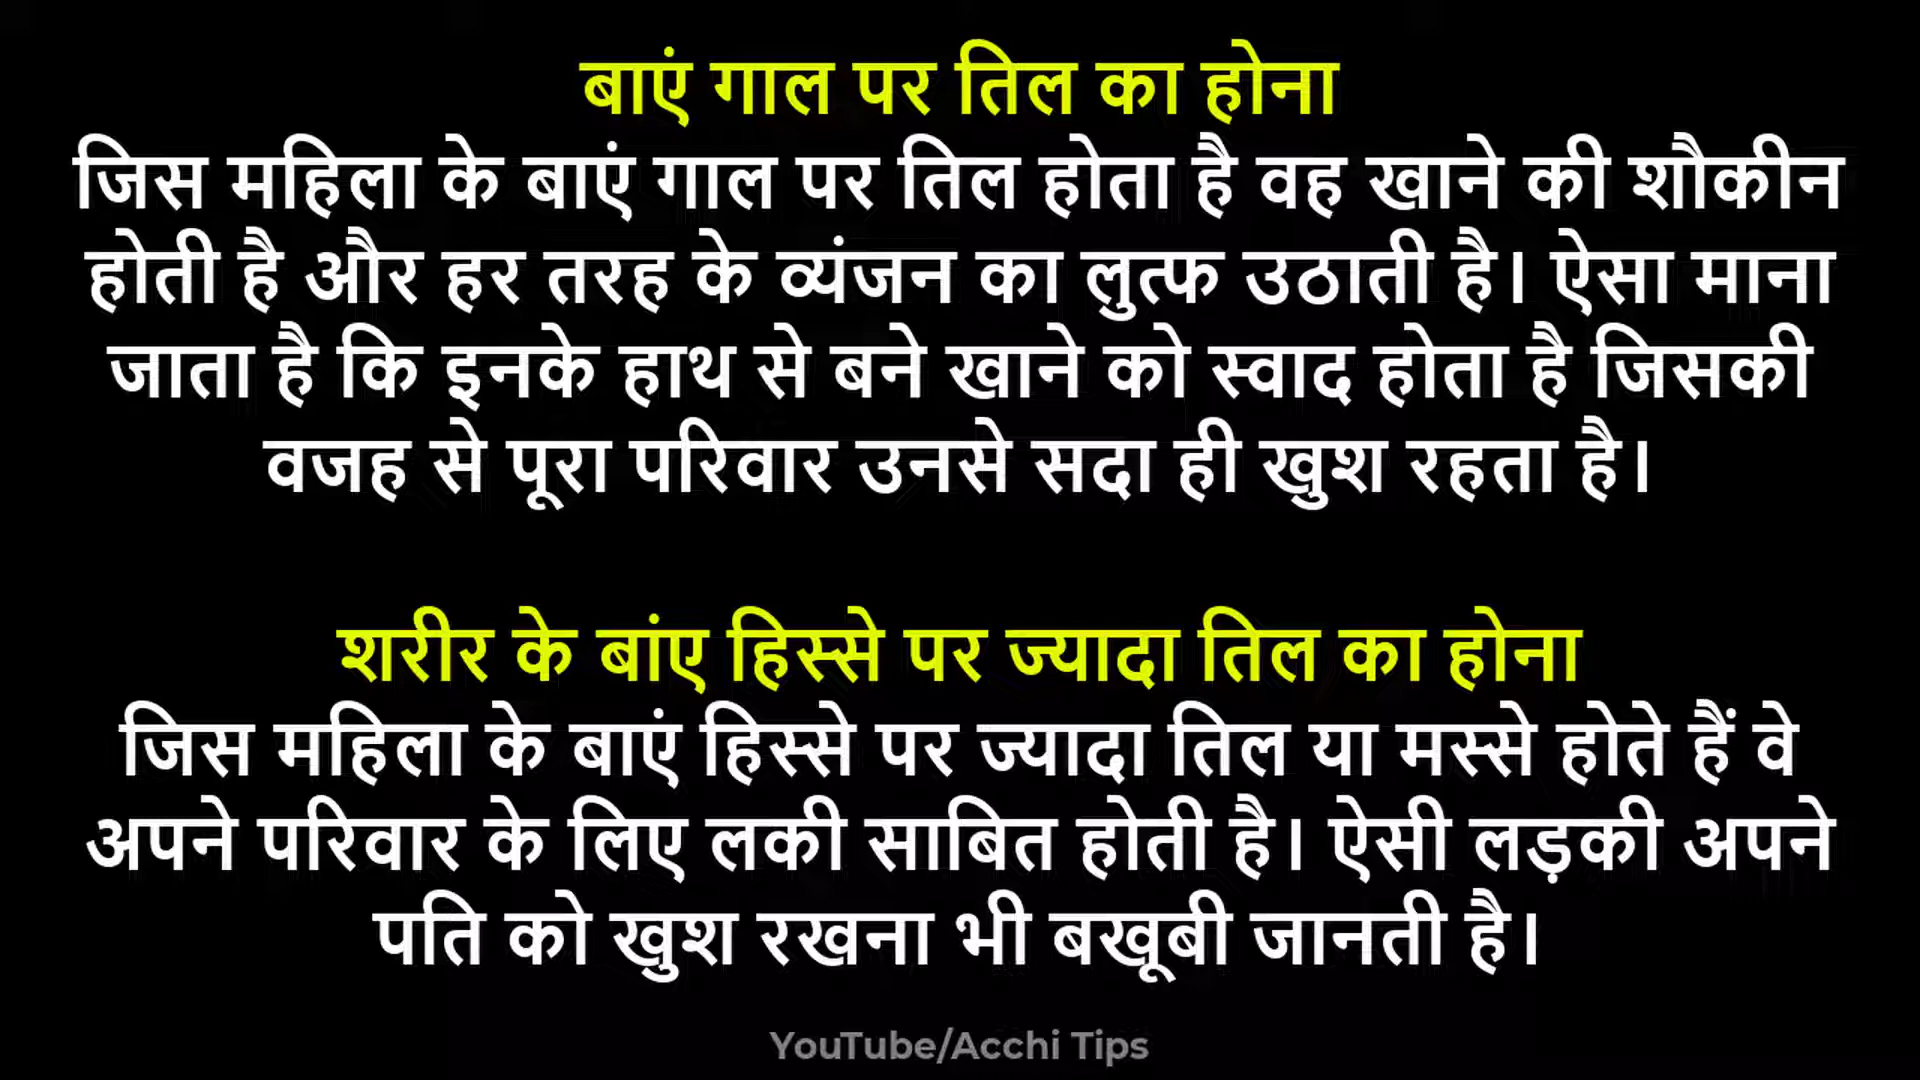 बाएं गाल पर तिल का होना
जिस महिला के बाएं गाल पर तिल होता है वह खाने की शौकीन
होती है और हर तरह के व्यंजन का लुत्फ उठाती है। ऐसा माना
जाता है कि इनके हाथ से बने खाने को स्वाद होता है जिसकी
वजह से पूरा परिवार उनसे सदा ही खुश रहता है।
शरीर के बांए हिस्से पर ज्यादा तिल का होना
जिस महिला के बाएं हिस्से पर ज्यादा तिल या मस्से होते हैं वे
अपने परिवार के लिए लकी साबित होती है। ऐसी लड़की अपने
पति को खुश रखना भी बखूबी जानती है।
YouTube/Acchi Tips